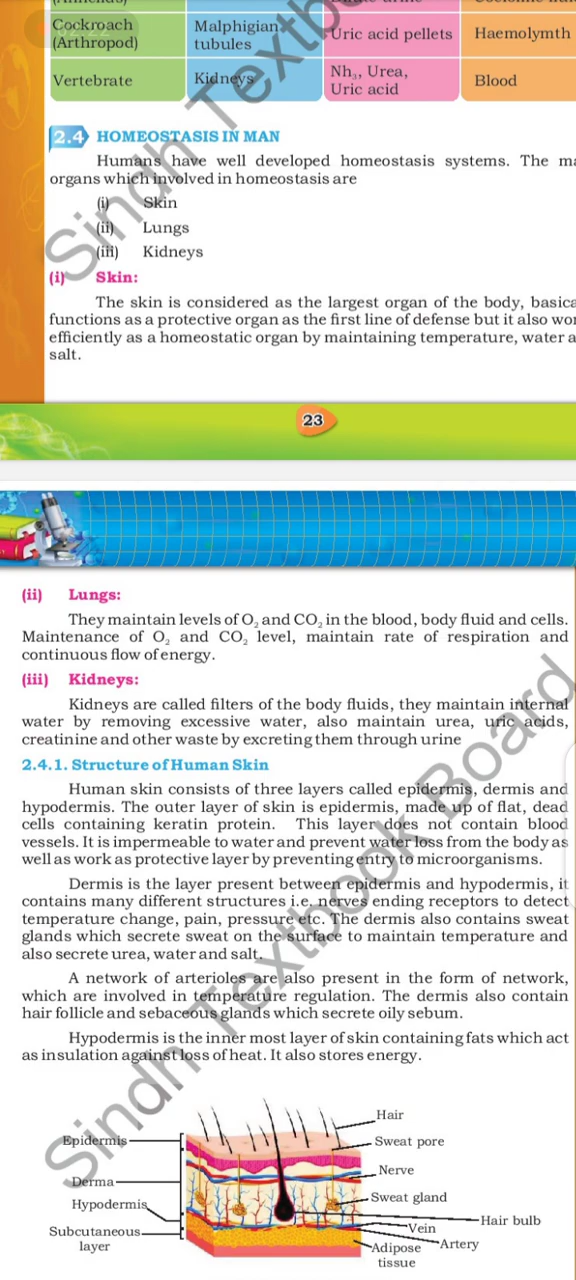 Cockroach
(Arthropod)
Malphigian
tubules
Uric acid pellets
Haemolymth
Vertebrate
Kidneys
Nh₃, Urea,
Uric acid
Blood
2.4 HOMEOSTASIS IN MAN
Humans have well developed homeostasis systems. The ma
organs which involved in homeostasis are
(i) Skin
(ii) Lungs
(iii) Kidneys
(i) Skin:
The skin is considered as the largest organ of the body, basica
functions as a protective organ as the first line of defense but it also wor
efficiently as a homeostatic organ by maintaining temperature, water a
salt.
23
(ii) Lungs:
They maintain levels of O₂ and CO₂ in the blood, body fluid and cells.
Maintenance of O₂ and CO₂ level, maintain rate of respiration and
continuous flow of energy.
(iii) Kidneys:
Kidneys are called filters of the body fluids, they maintain internal
water by removing excessive water, also maintain urea, uric acids,
creatinine and other waste by excreting them through urine
2.4.1. Structure of Human Skin
Human skin consists of three layers called epidermis, dermis and
hypodermis. The outer layer of skin is epidermis, made up of flat, dead
cells containing keratin protein. This layer does not contain blood
vessels. It is impermeable to water and prevent water loss from the body as
well as work as protective layer by preventing entry to microorganisms.
Dermis is the layer present between epidermis and hypodermis, it
contains many different structures i.e. nerves ending receptors to detect
temperature change, pain, pressure etc. The dermis also contains sweat
glands which secrete sweat on the surface to maintain temperature and
also secrete urea, water and salt.
A network of arterioles are also present in the form of network,
which are involved in temperature regulation. The dermis also contain
hair follicle and sebaceous glands which secrete oily sebum.
Hypodermis is the inner most layer of skin containing fats which act
as insulation against loss of heat. It also stores energy.
Hair
Epidermis
Sweat pore
Nerve
Derma
Sweat gland
Hypodermis
Hair bulb
Vein
Subcutaneous
layer
Artery
Adipose
tissue
Sindh Textb
Sindh Textbook Board